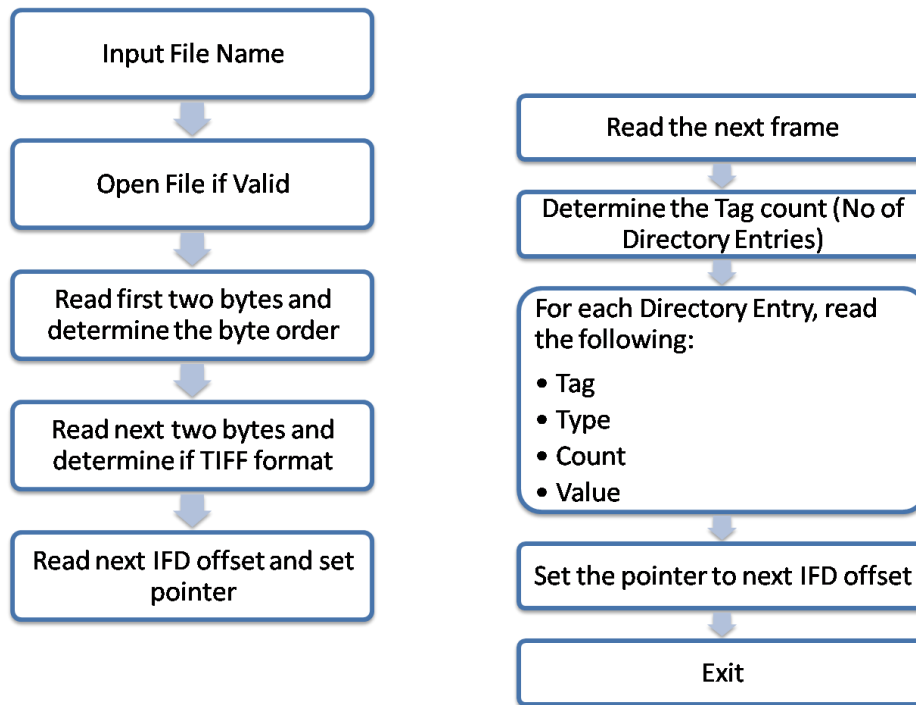 Input File Name
Open File if Valid
Read first two bytes and
determine the byte order
Read next two bytes and
determine if TIFF format
Read next IFD offset and set
pointer
Read the next frame
Determine the Tag count (No of
Directory Entries)
For each Directory Entry, read
the following:
• Tag
• Type
• Count
• Value
Set the pointer to next IFD offset
Exit